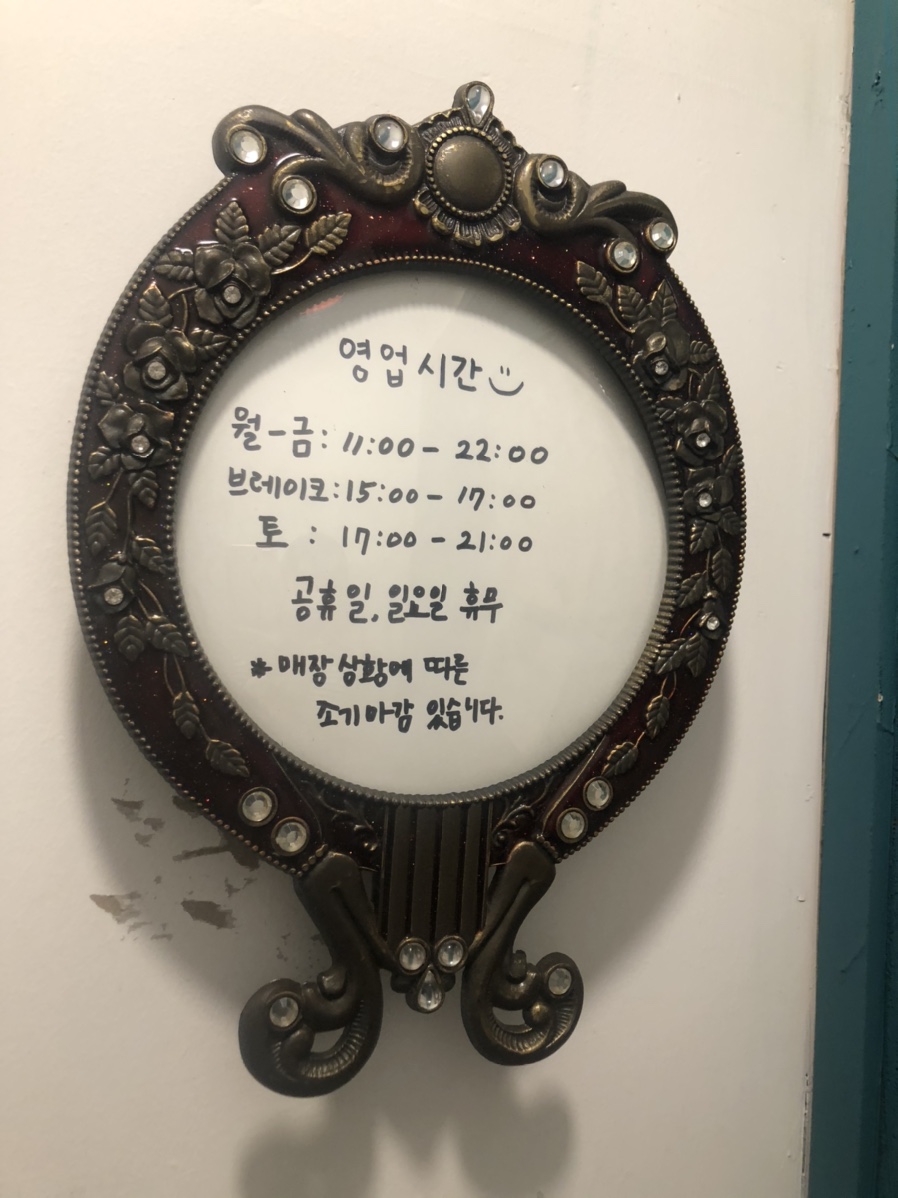 영업시간
월-금: 11:00 - 22:00
브레이크: 15:00 - 17:00
토 : 17:00 - 21:00
공휴일, 일요일 휴무
* 매장 상황에 따른
조기마감 있습니다.